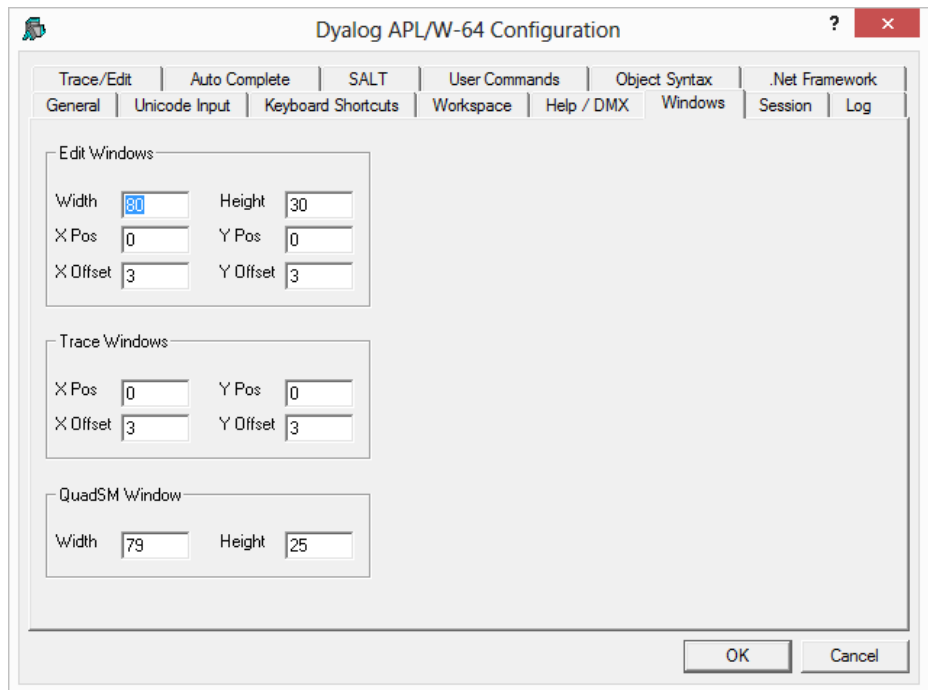 Dyalog APL/W-64 Configuration ? ×
Trace/Edit Auto Complete SALT User Commands Object Syntax .Net Framework
General Unicode Input Keyboard Shortcuts Workspace Help / DMX Windows Session Log
Edit Windows
Width 80 Height 30
X Pos 0 Y Pos 0
X Offset 3 Y Offset 3
Trace Windows
X Pos 0 Y Pos 0
X Offset 3 Y Offset 3
QuadSM Window
Width 79 Height 25
OK Cancel